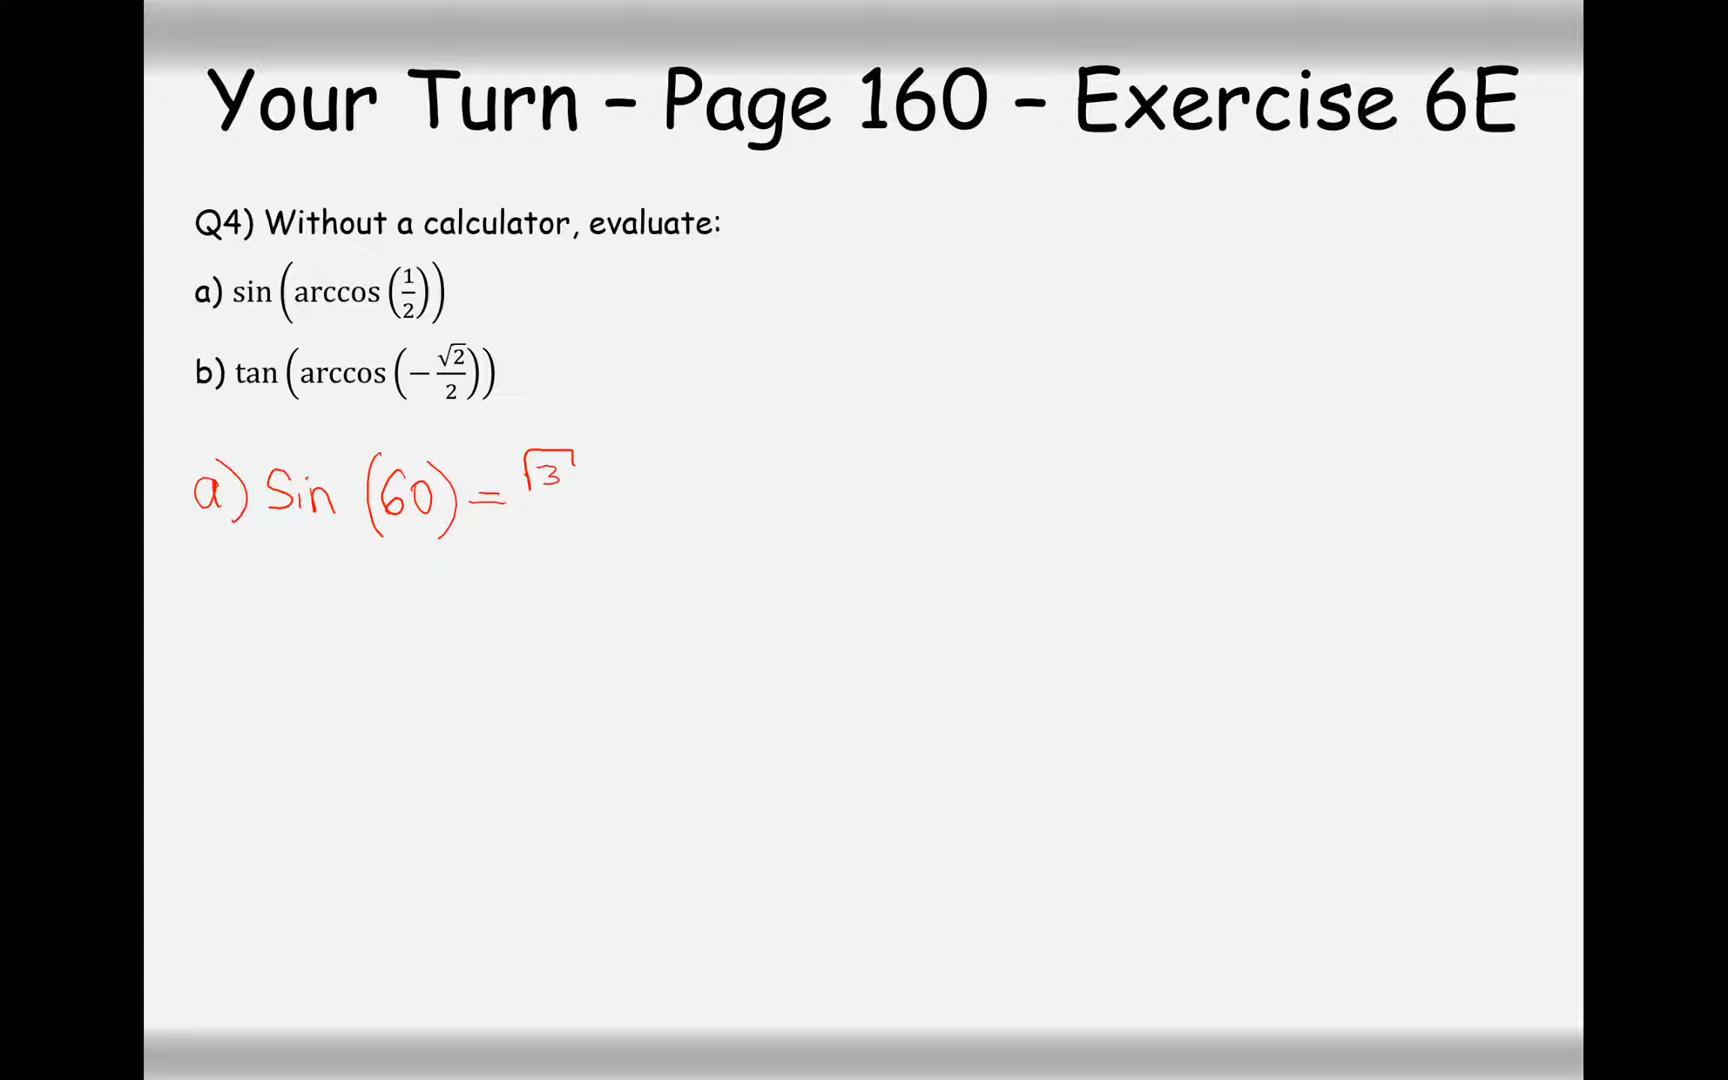 Your Turn – Page 160 – Exercise 6E
Q4) Without a calculator, evaluate:
a) sin(arccos(1/2))
b) tan(arccos(−√2/2))
a) Sin (60) = √3